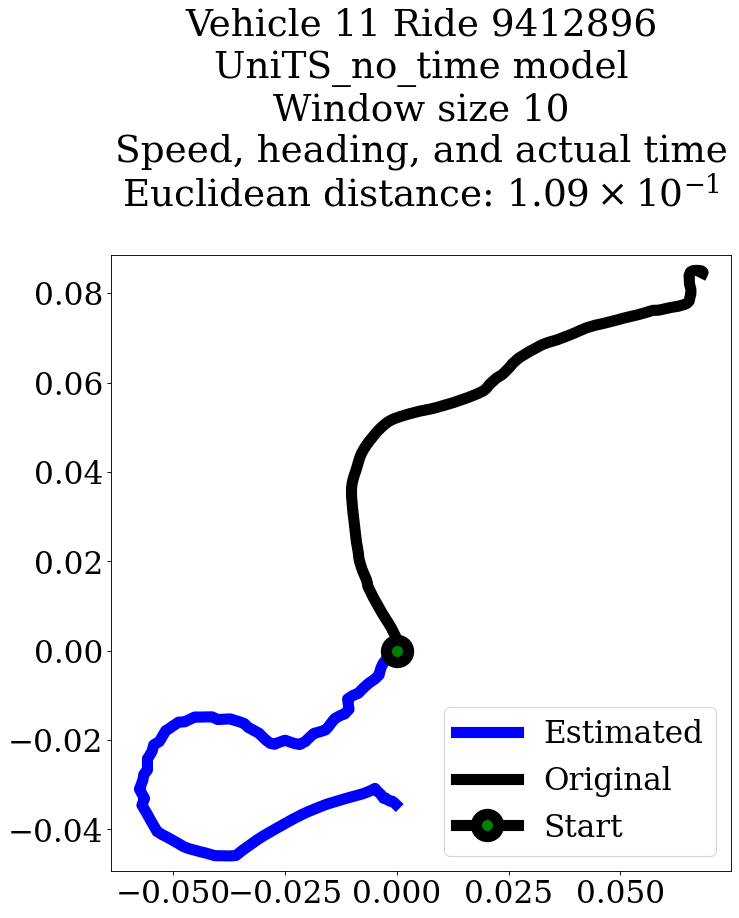 Vehicle 11 Ride 9412896
UniTS_no_time model
Window size 10
Speed, heading, and actual time
Euclidean distance: 1.09 × 10⁻¹
0.08
0.06
0.04
0.02
0.00
−0.02
−0.04
Estimated
Original
Start
−0.050 −0.025 0.000 0.025 0.050